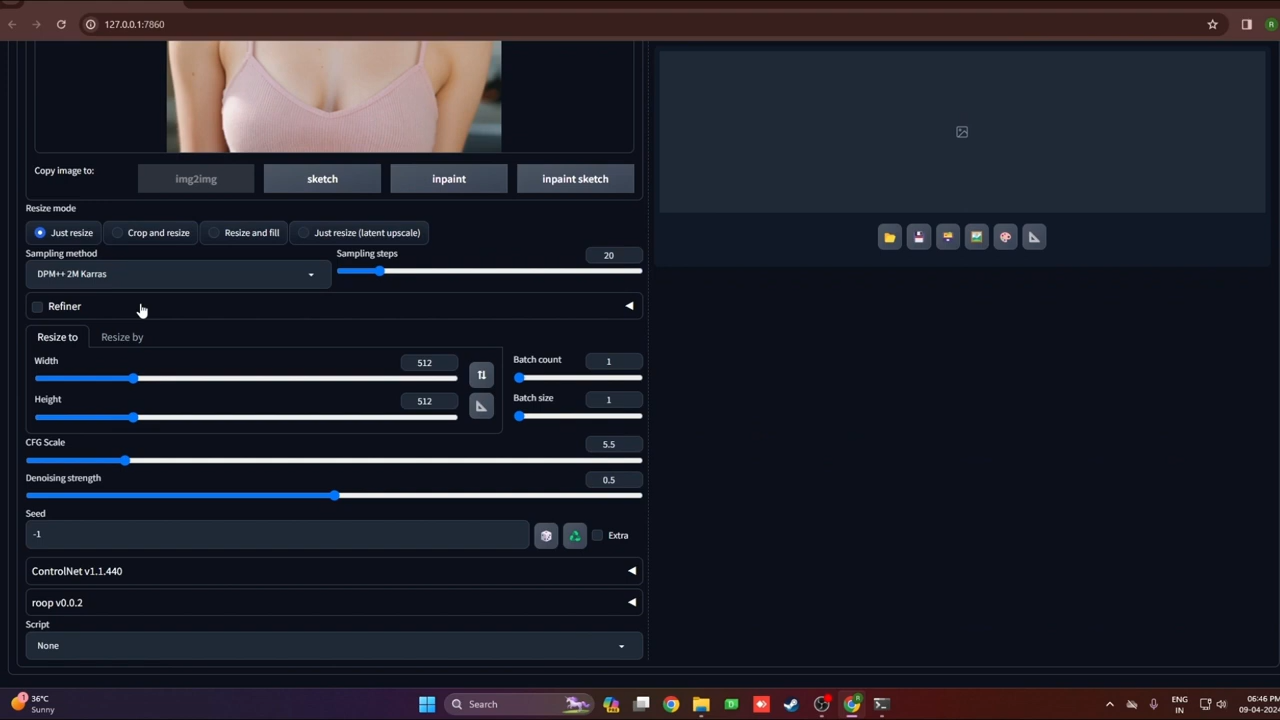 127.0.0.1:7860
R
Copy image to:
img2img
sketch
inpaint
inpaint sketch
Resize mode
Just resize
Crop and resize
Resize and fill
Just resize (latent upscale)
Sampling method
Sampling steps
20
DPM++ 2M Karras
Refiner
Resize to
Resize by
Width
512
Batch count
1
Height
512
Batch size
1
CFG Scale
5.5
Denoising strength
0.5
Seed
-1
Extra
ControlNet v1.1.440
roop v0.0.2
Script
None
1
36°C
Sunny
Search
ENG
IN
06:46 PM
09-04-2024